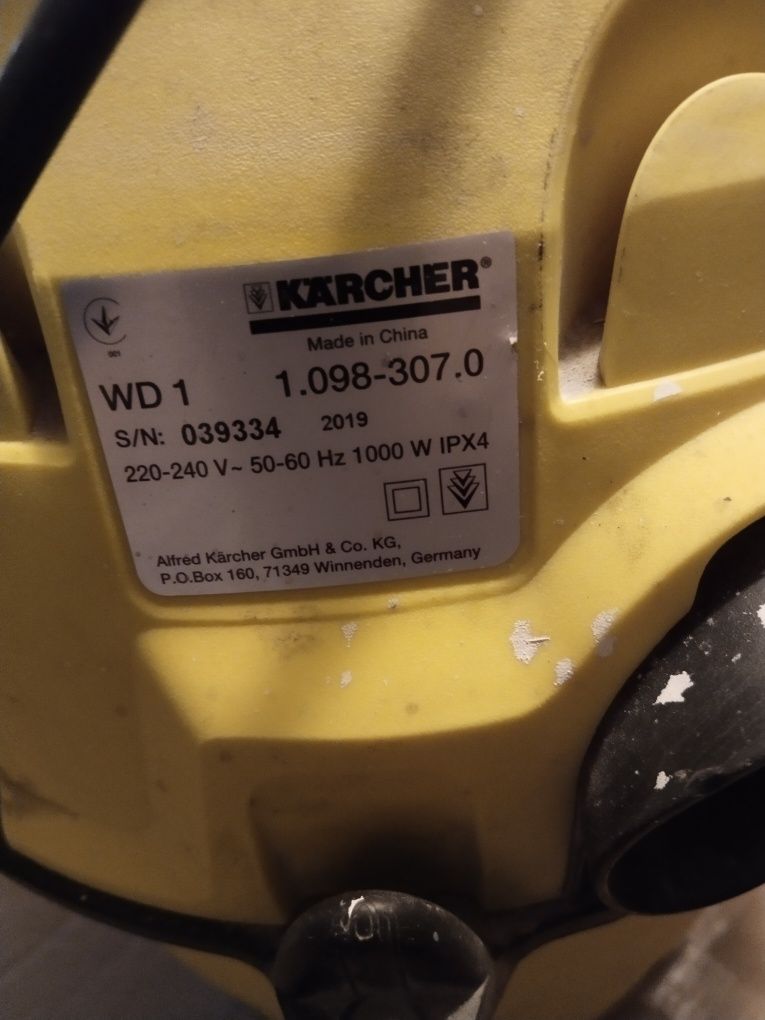 KÄRCHER®
001
Made in China
WD 1 1.098-307.0
S/N: 039334 2019
220-240 V~ 50-60 Hz 1000 W IPX4
Alfred Kärcher GmbH & Co. KG,
P.O.Box 160, 71349 Winnenden, Germany